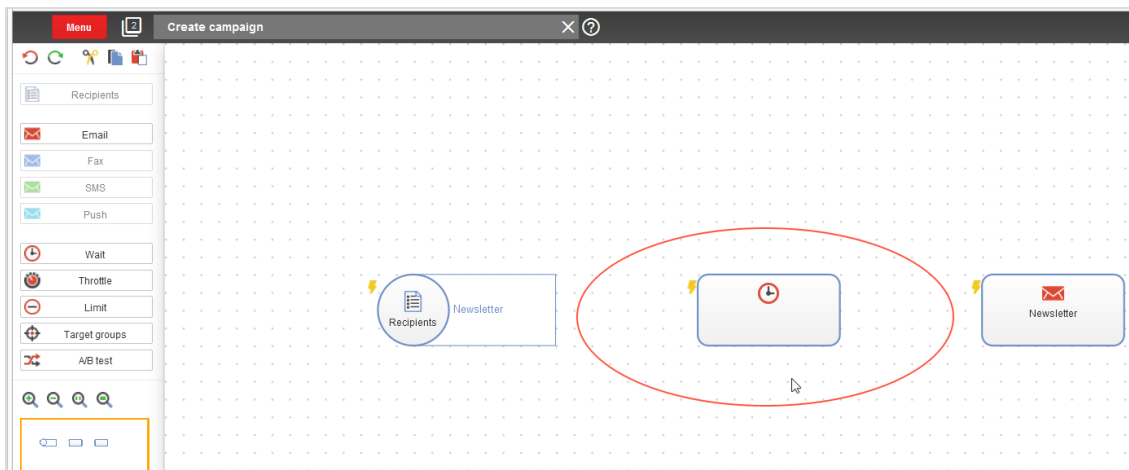 Menu
2
Create campaign
Recipients
Email
Fax
SMS
Push
Wait
Throttle
Limit
Target groups
A/B test
Recipients
Newsletter
Newsletter